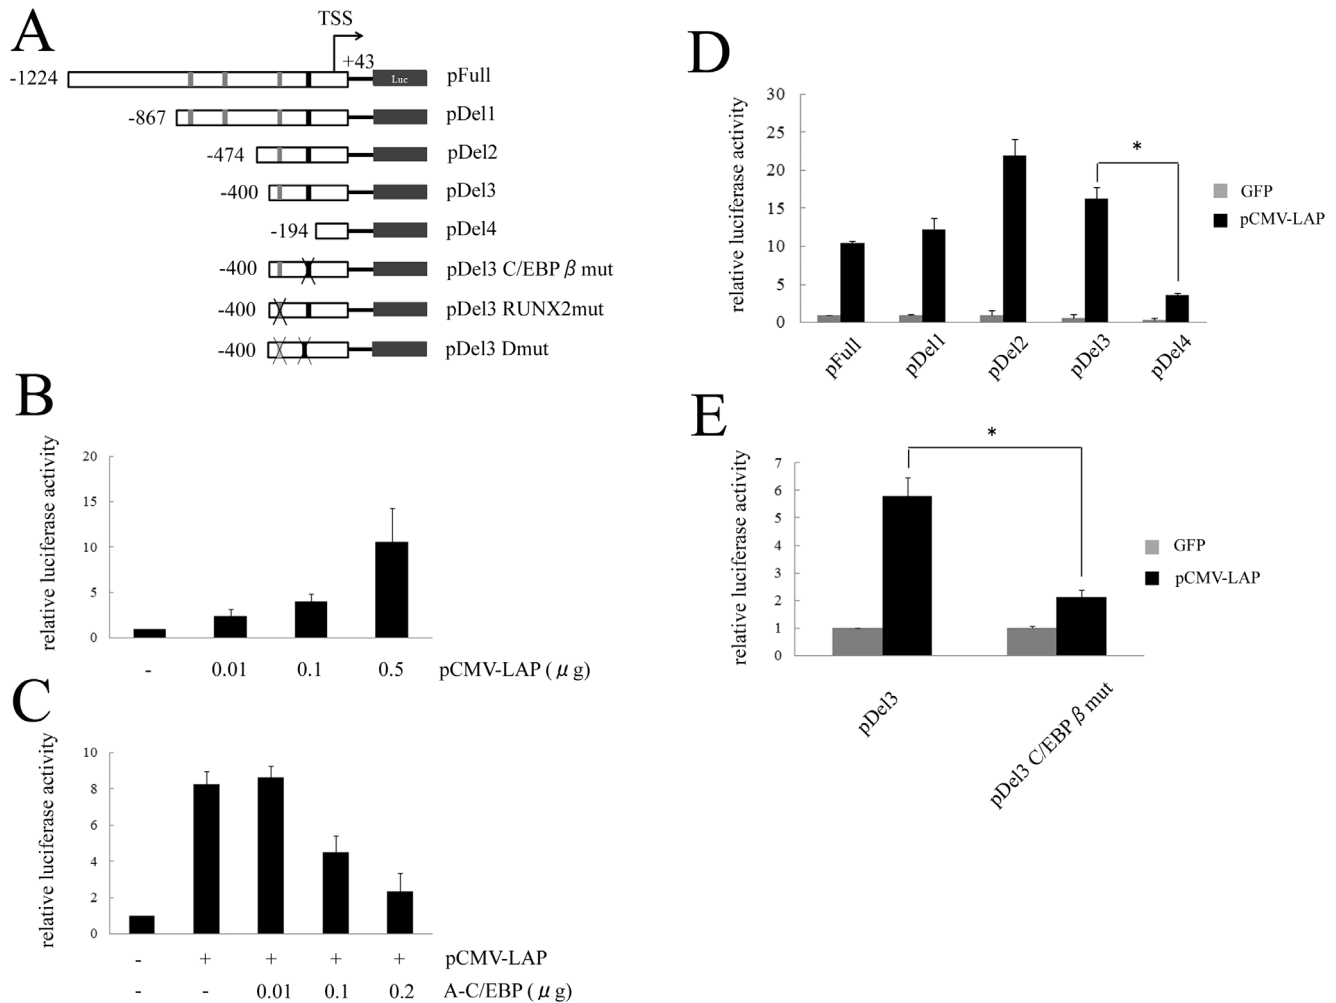 A
TSS
+43
-1224
Luc
pFull
-867
pDel1
-474
pDel2
-400
pDel3
-194
pDel4
-400
pDel3 C/EBP β mut
-400
pDel3 RUNX2mut
-400
pDel3 Dmut
B
relative luciferase activity
20
15
10
5
0
- 0.01 0.1 0.5 pCMV-LAP ( μ g)
C
relative luciferase activity
10
8
6
4
2
0
- + + + + pCMV-LAP
- - 0.01 0.1 0.2 A-C/EBP ( μ g)
D
relative luciferase activity
30
25
20
15
10
5
0
*
GFP
pCMV-LAP
pFull pDel1 pDel2 pDel3 pDel4
E
relative luciferase activity
7
6
5
4
3
2
1
0
*
GFP
pCMV-LAP
pDel3 pDel3 C/EBP β mut